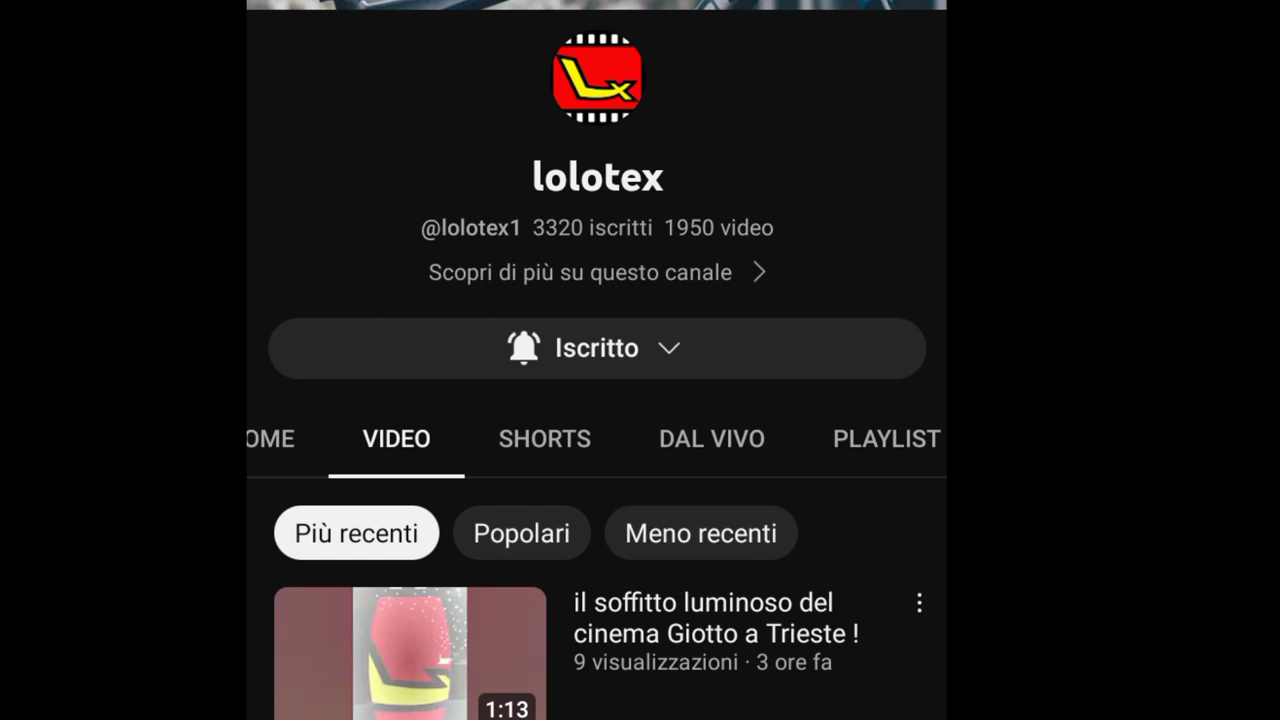 Lx
lolotex
@lolotex1 3320 iscritti 1950 video
Scopri di più su questo canale
Iscritto
OME VIDEO SHORTS DAL VIVO PLAYLIST
Più recenti Popolari Meno recenti
il soffitto luminoso del
cinema Giotto a Trieste !
9 visualizzazioni · 3 ore fa
1:13